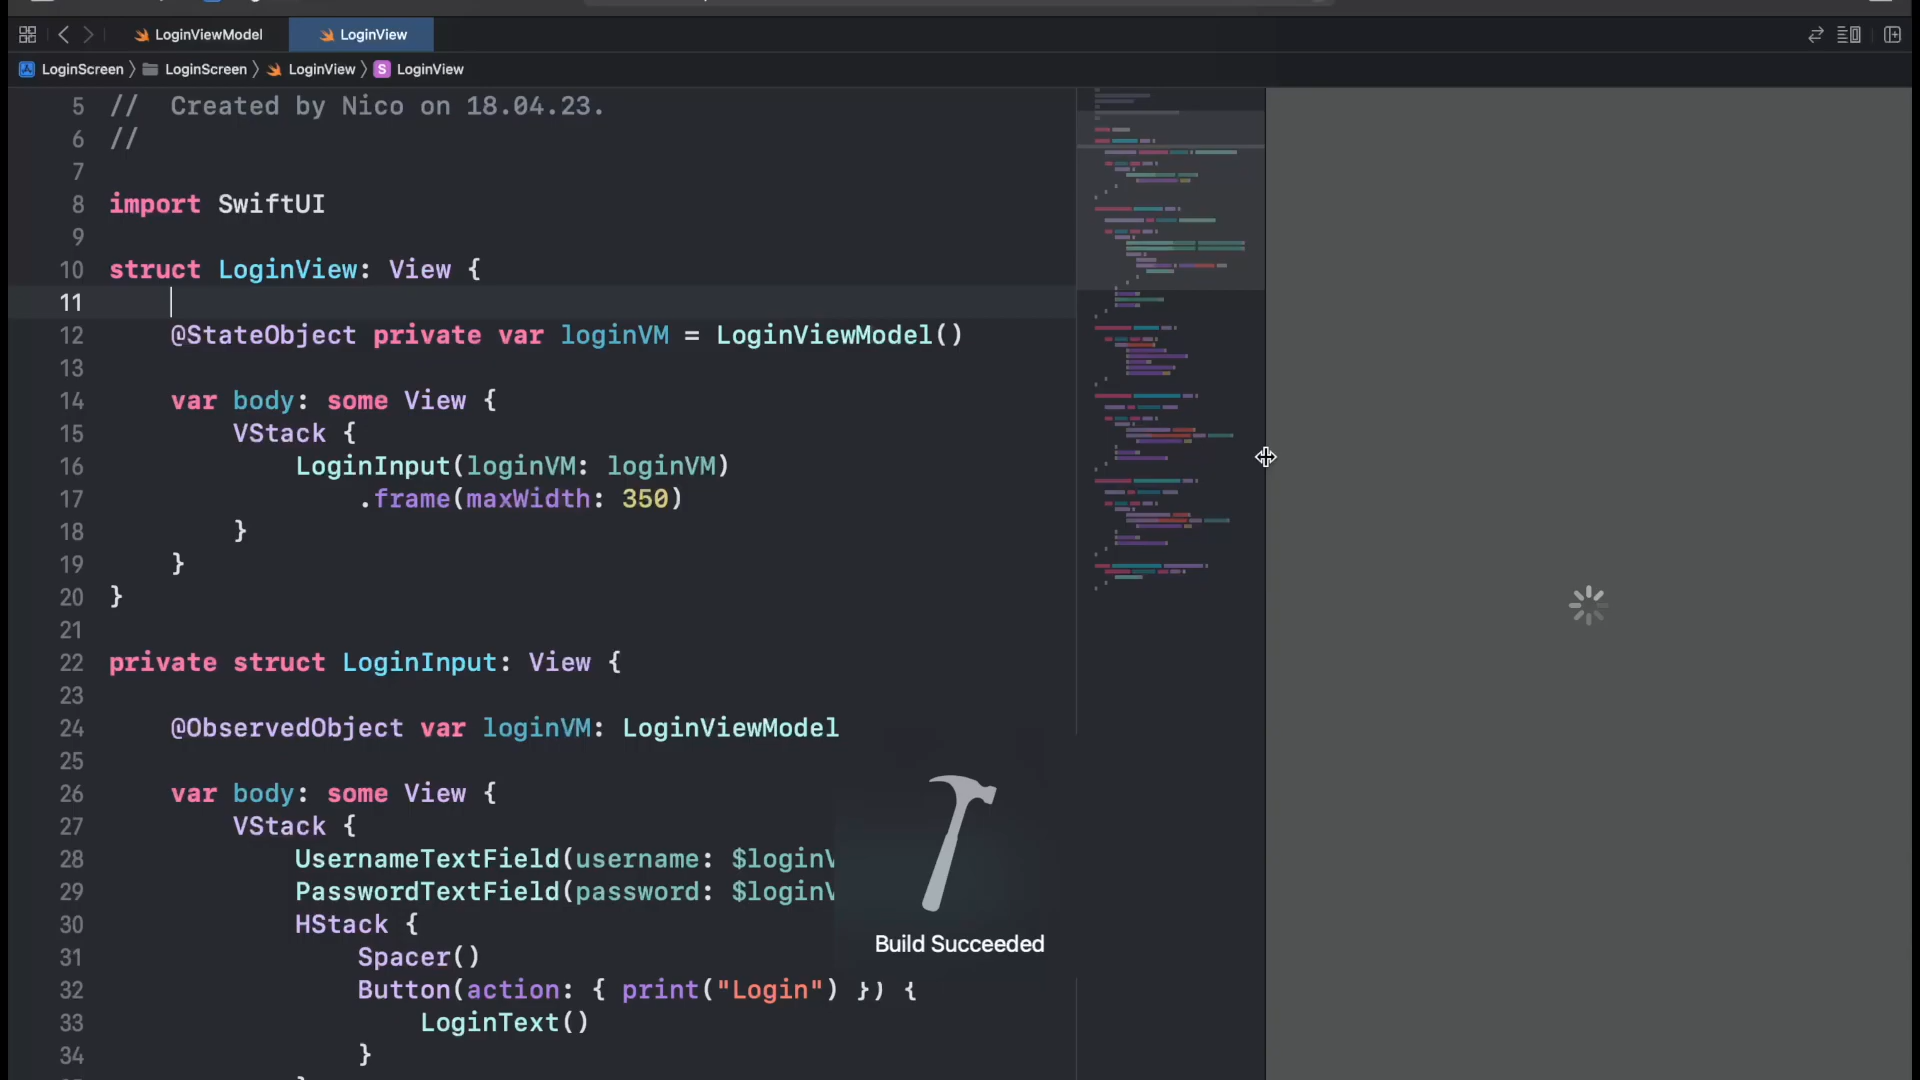 LoginViewModel
LoginView
LoginScreen 〉 LoginScreen 〉 LoginView 〉 S LoginView
5 // Created by Nico on 18.04.23.
6 //
7
8 import SwiftUI
9
10 struct LoginView: View {
11
12 @StateObject private var loginVM = LoginViewModel()
13
14 var body: some View {
15 VStack {
16 LoginInput(loginVM: loginVM)
17 .frame(maxWidth: 350)
18 }
19 }
20 }
21
22 private struct LoginInput: View {
23
24 @ObservedObject var loginVM: LoginViewModel
25
26 var body: some View {
27 VStack {
28 UsernameTextField(username: $loginV
29 PasswordTextField(password: $loginV
30 HStack {
31 Spacer()
32 Button(action: { print("Login") }) {
33 LoginText()
34 }
Build Succeeded